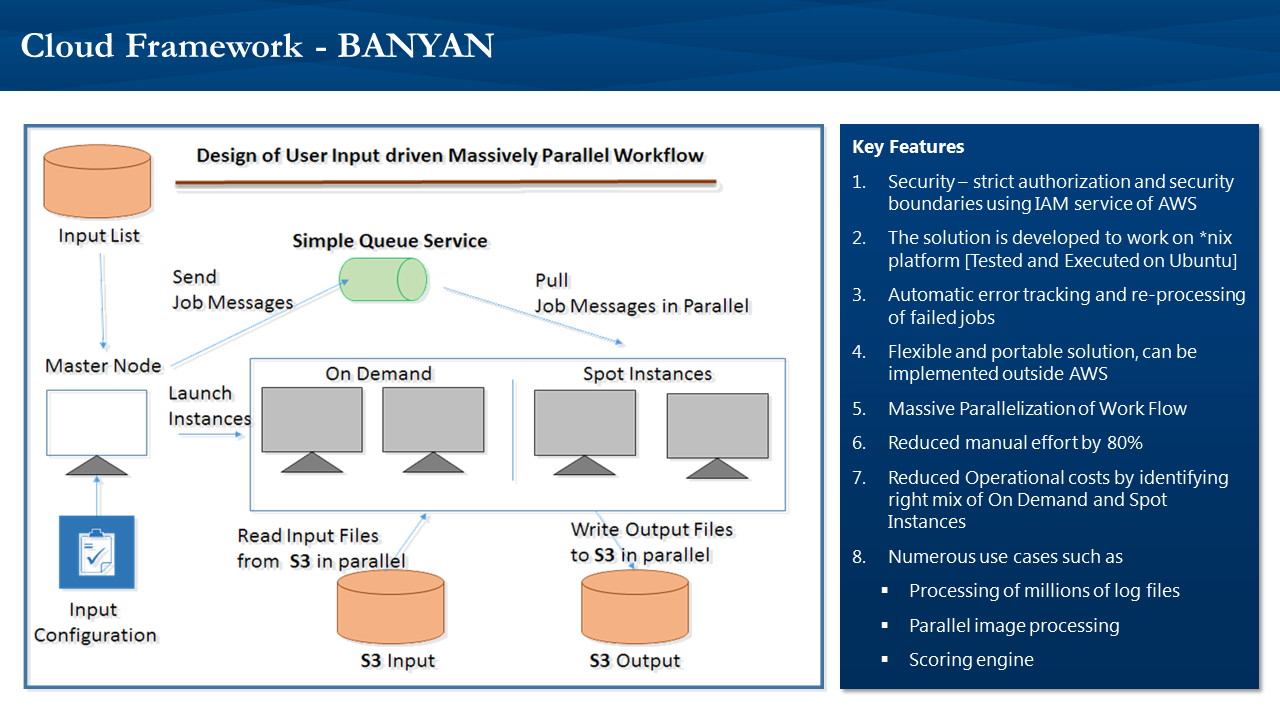 Cloud Framework - BANYAN
Design of User Input driven Massively Parallel Workflow
Input List
Simple Queue Service
Send
Job Messages
Pull
Job Messages in Parallel
Master Node
Launch
Instances
On Demand
Spot Instances
Read Input Files
from S3 in parallel
Write Output Files
to S3 in parallel
Input
Configuration
S3 Input
S3 Output
Key Features
1. Security – strict authorization and security
boundaries using IAM service of AWS
2. The solution is developed to work on *nix
platform [Tested and Executed on Ubuntu]
3. Automatic error tracking and re-processing
of failed jobs
4. Flexible and portable solution, can be
implemented outside AWS
5. Massive Parallelization of Work Flow
6. Reduced manual effort by 80%
7. Reduced Operational costs by identifying
right mix of On Demand and Spot
Instances
8. Numerous use cases such as
▪ Processing of millions of log files
▪ Parallel image processing
▪ Scoring engine